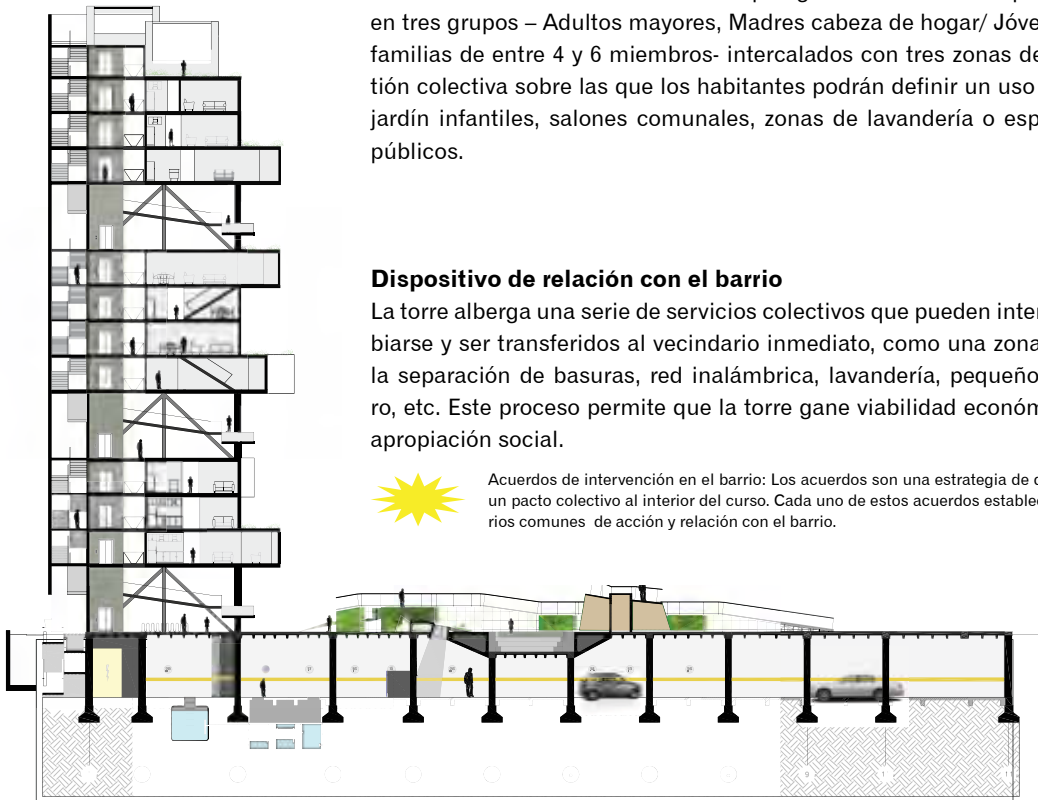 en tres grupos – Adultos mayores, Madres cabeza de hogar/ Jóve
familias de entre 4 y 6 miembros- intercalados con tres zonas de
tión colectiva sobre las que los habitantes podrán definir un uso
jardín infantiles, salones comunales, zonas de lavandería o esp
públicos.
Dispositivo de relación con el barrio
La torre alberga una serie de servicios colectivos que pueden inter
biarse y ser transferidos al vecindario inmediato, como una zona
la separación de basuras, red inalámbrica, lavandería, pequeño
ro, etc. Este proceso permite que la torre gane viabilidad económ
apropiación social.
Acuerdos de intervención en el barrio: Los acuerdos son una estrategia de c
un pacto colectivo al interior del curso. Cada uno de estos acuerdos establec
rios comunes de acción y relación con el barrio.
9